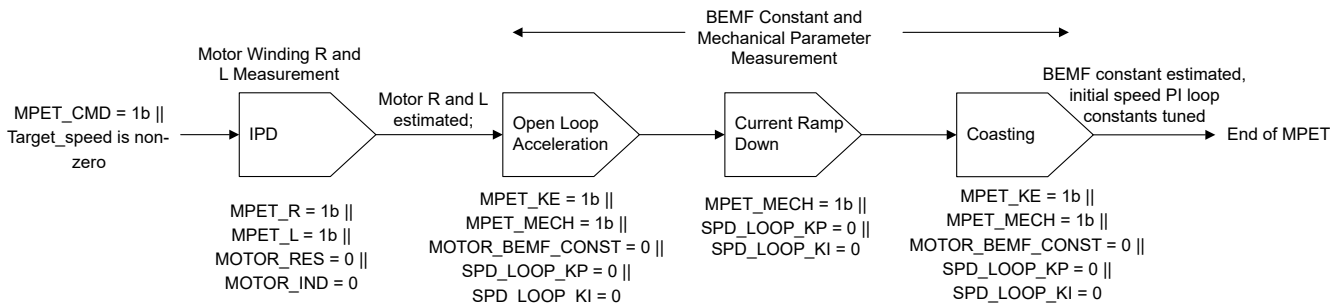 BEMF Constant and
Mechanical Parameter
Measurement
Motor Winding R and
L Measurement
MPET_CMD = 1b ||
Target_speed is non-
zero
IPD
Motor R and L
estimated;
Open Loop
Acceleration
Current Ramp
Down
Coasting
BEMF constant estimated,
initial speed PI loop
constants tuned
End of MPET
MPET_R = 1b ||
MPET_L = 1b ||
MOTOR_RES = 0 ||
MOTOR_IND = 0
MPET_KE = 1b ||
MPET_MECH = 1b ||
MOTOR_BEMF_CONST = 0 ||
SPD_LOOP_KP = 0 ||
SPD_LOOP_KI = 0
MPET_MECH = 1b ||
SPD_LOOP_KP = 0 ||
SPD_LOOP_KI = 0
MPET_KE = 1b ||
MPET_MECH = 1b ||
MOTOR_BEMF_CONST = 0 ||
SPD_LOOP_KP = 0 ||
SPD_LOOP_KI = 0